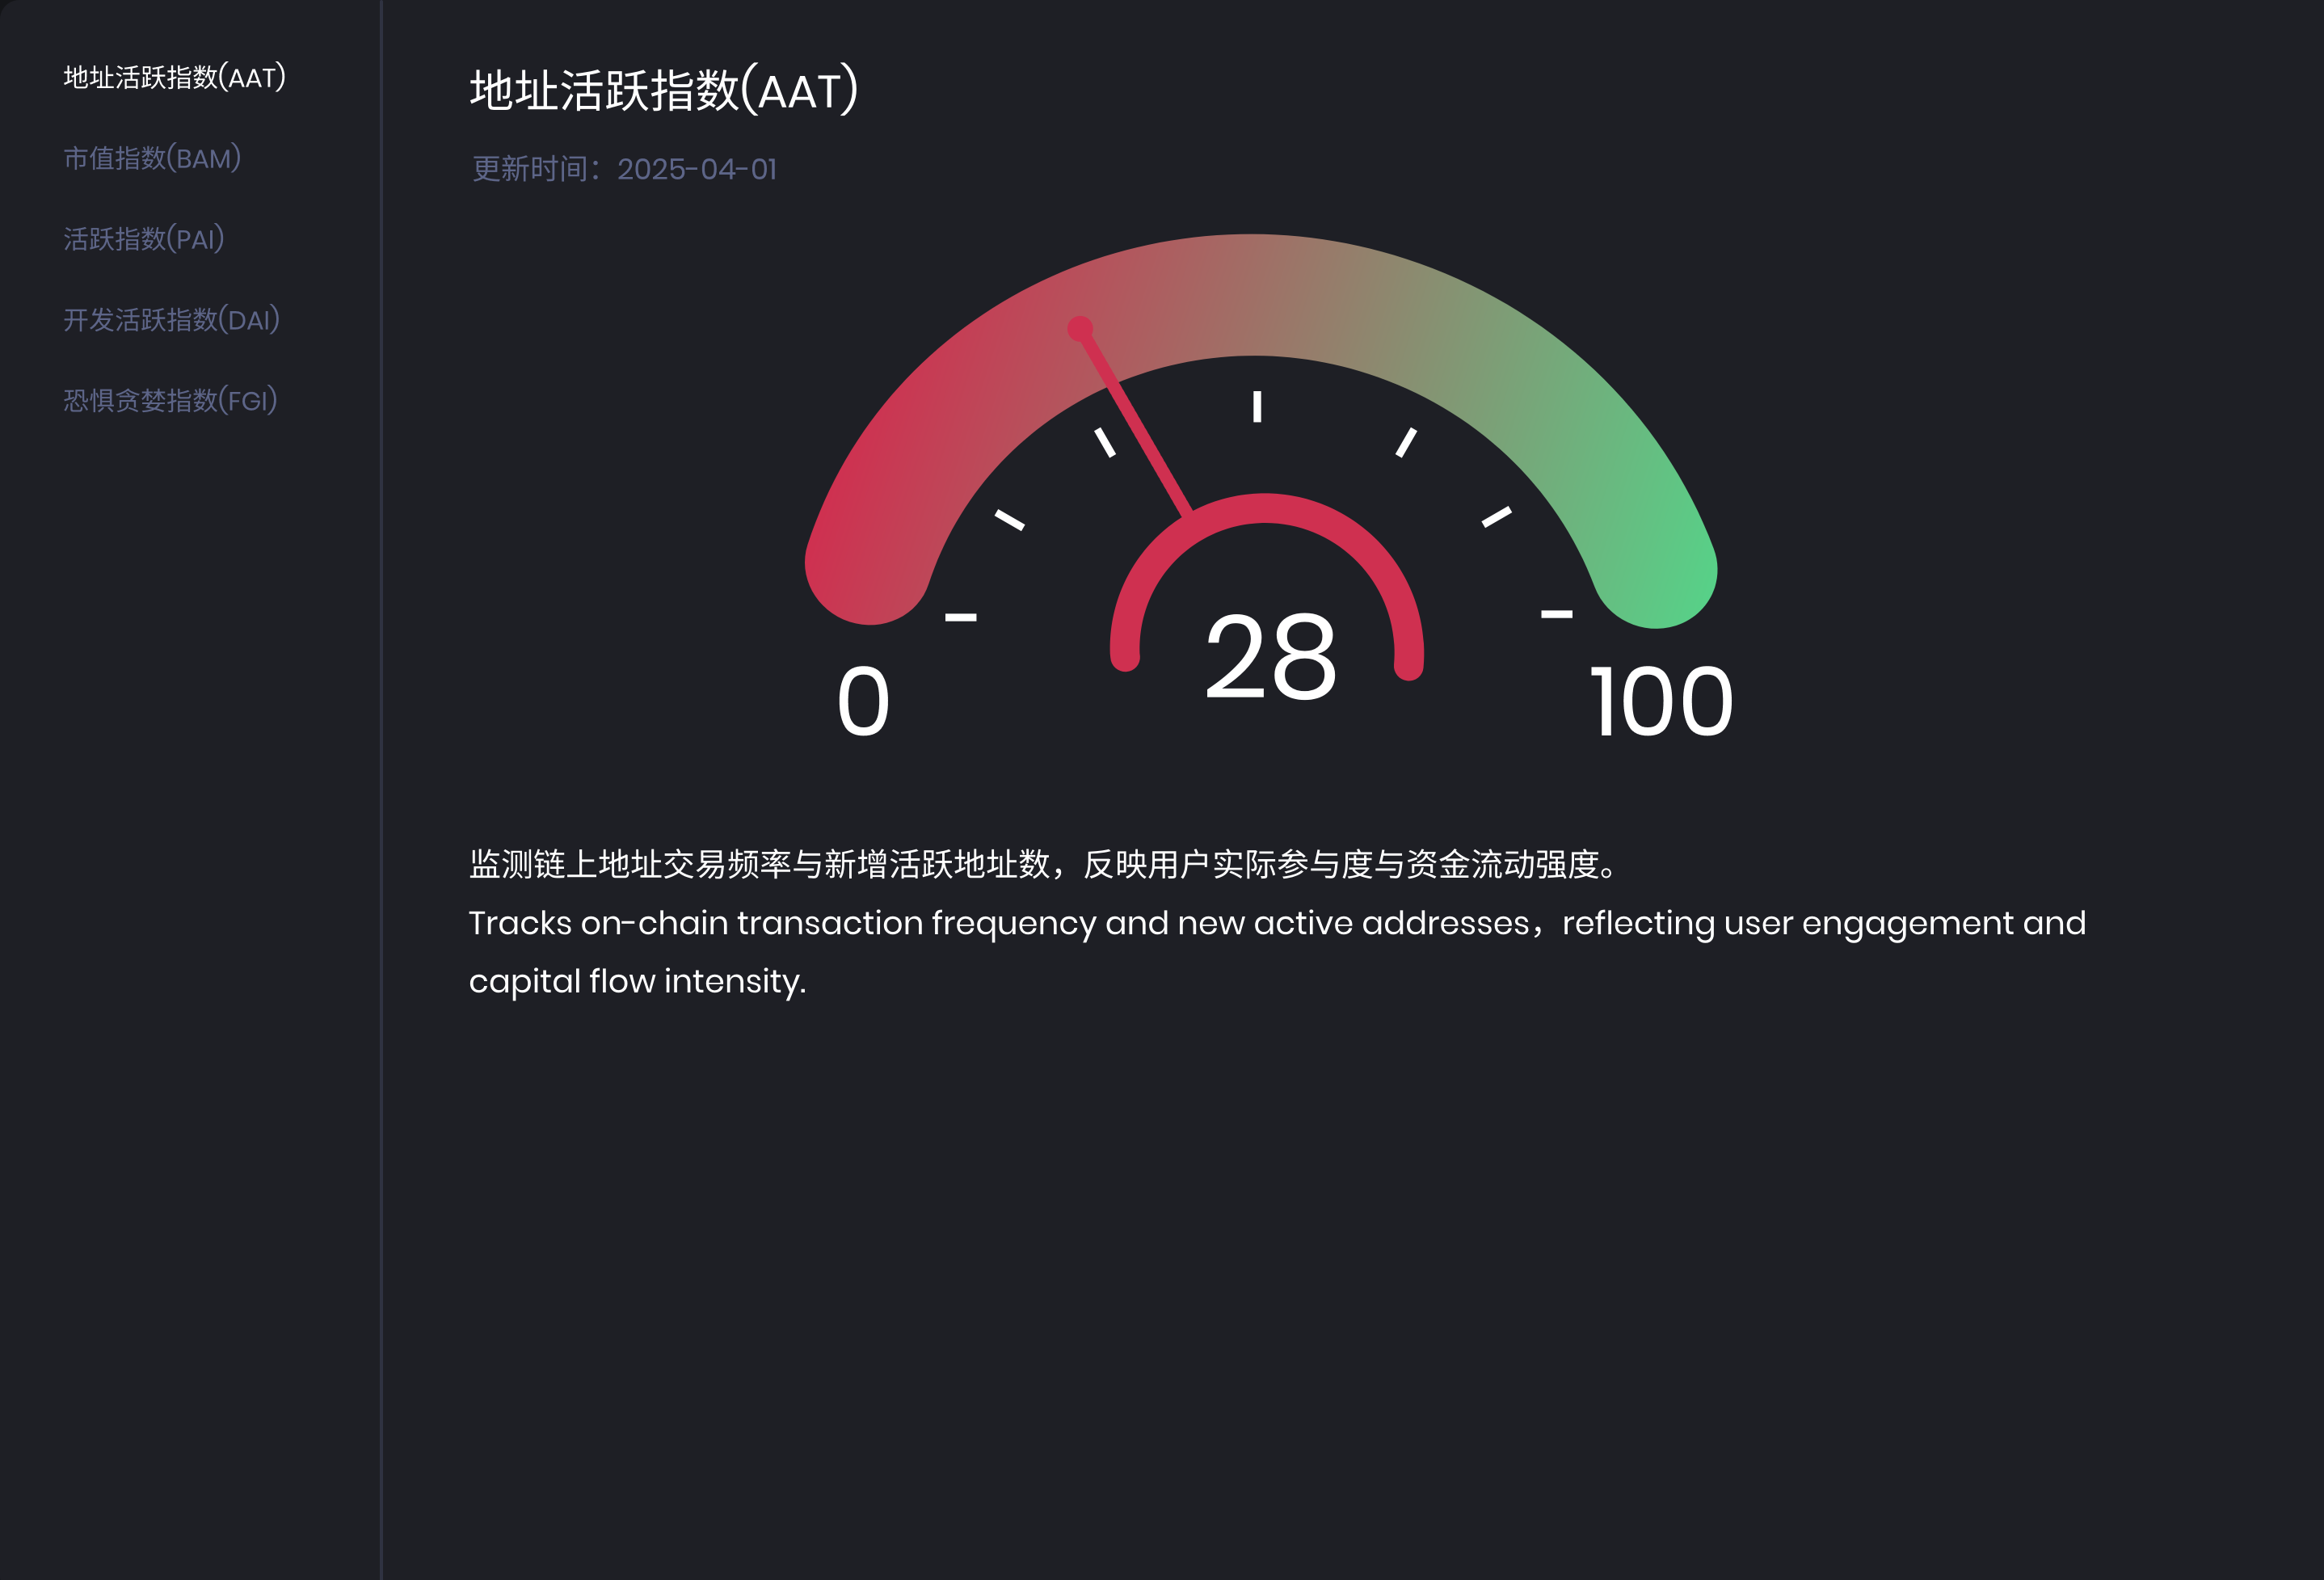 地址活跃指数(AAT)
市值指数(BAM)
活跃指数(PAI)
开发活跃指数(DAI)
恐惧贪婪指数(FGI)
地址活跃指数(AAT)
更新时间：2025-04-01
28
0
100
监测链上地址交易频率与新增活跃地址数，反映用户实际参与度与资金流动强度。
Tracks on-chain transaction frequency and new active addresses，reflecting user engagement and
capital flow intensity.